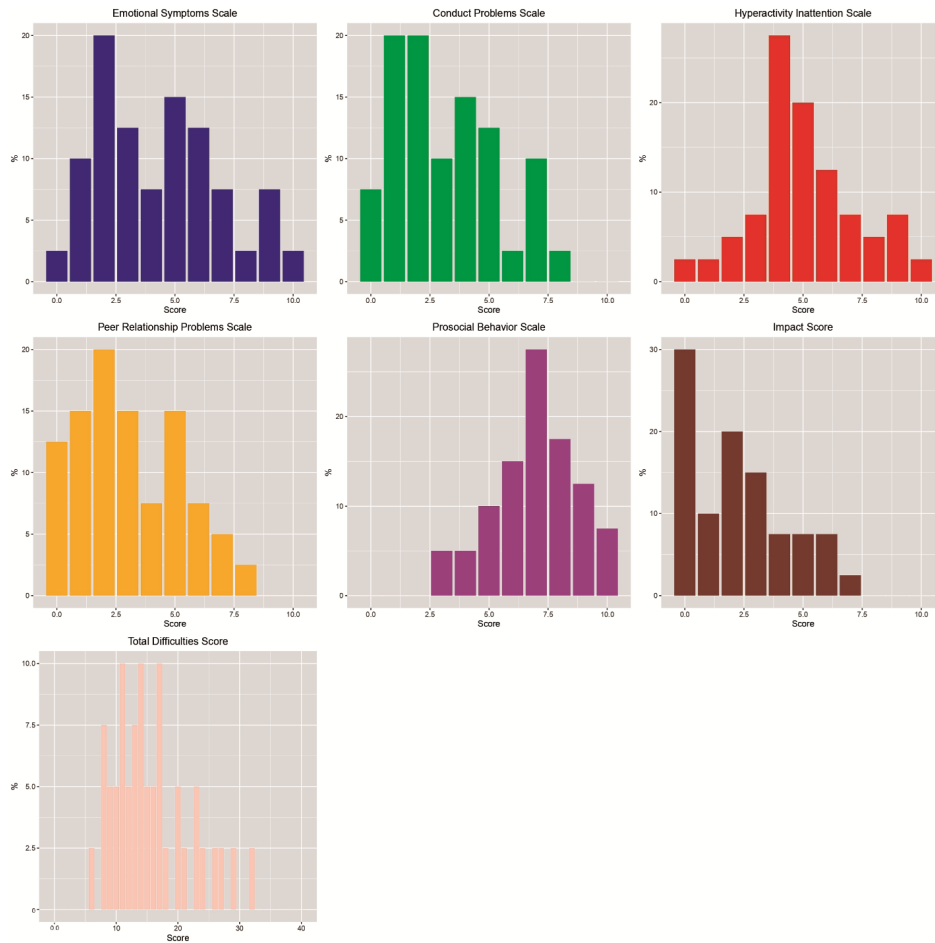 Emotional Symptoms Scale
20
15
10
5
0
%
0.0 2.5 5.0 7.5 10.0
Score
Conduct Problems Scale
20
15
10
5
0
%
0.0 2.5 5.0 7.5 10.0
Score
Hyperactivity Inattention Scale
20
10
0
%
0.0 2.5 5.0 7.5 10.0
Score
Peer Relationship Problems Scale
20
15
10
5
0
%
0.0 2.5 5.0 7.5 10.0
Score
Prosocial Behavior Scale
20
10
0
%
0.0 2.5 5.0 7.5 10.0
Score
Impact Score
30
20
10
0
%
0.0 2.5 5.0 7.5 10.0
Score
Total Difficulties Score
10.0
7.5
5.0
2.5
0
%
0.0 10 20 30 40
Score